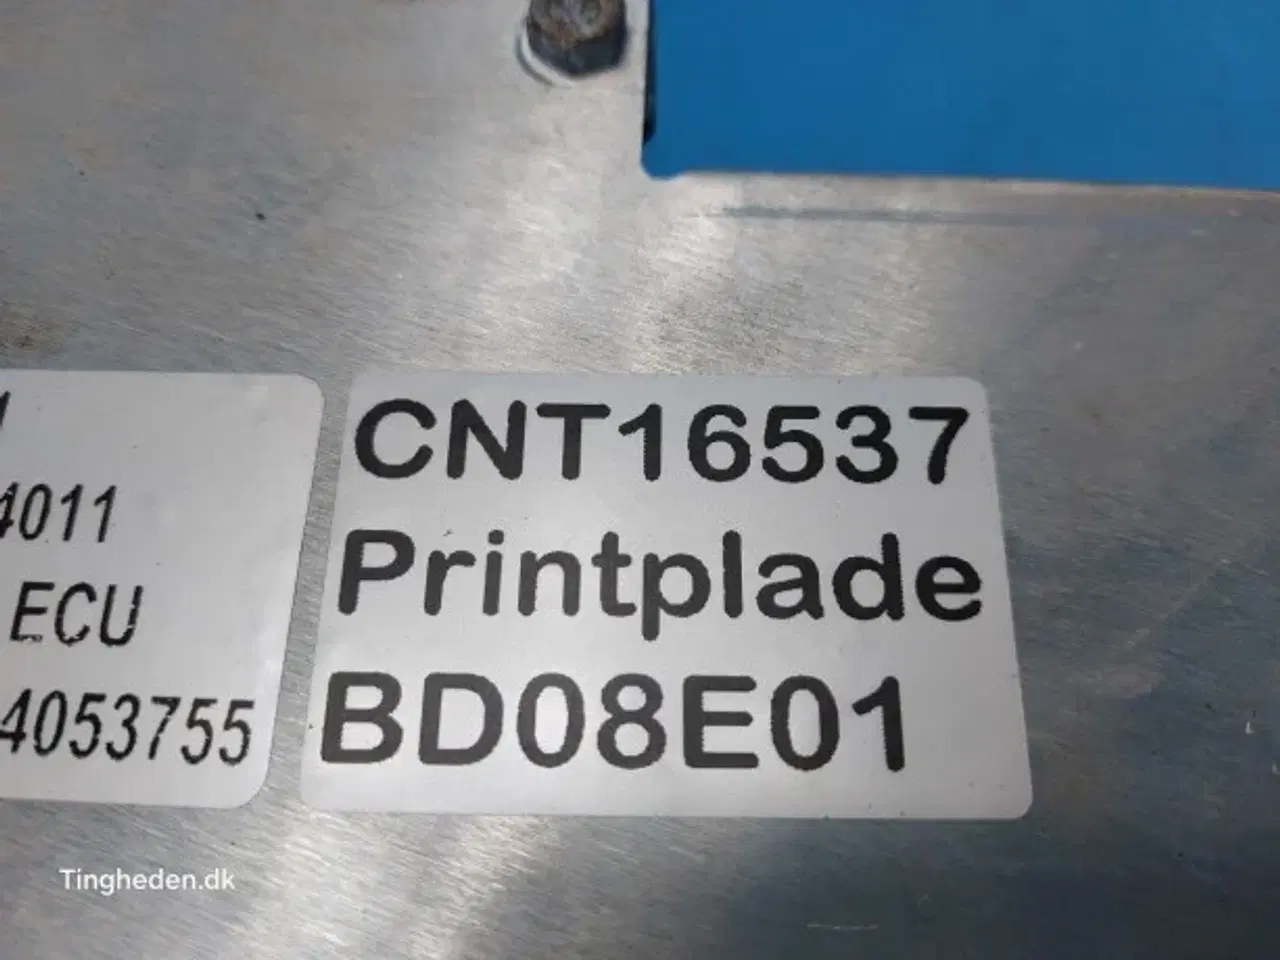 4011
ECU
4053755
CNT16537
Printplade
BD08E01
Tingheden.dk